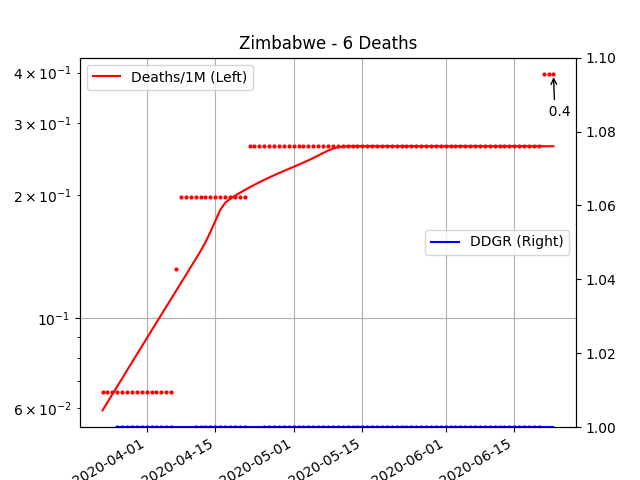 Zimbabwe - 6 Deaths
Deaths/1M (Left)
DDGR (Right)
0.4
4 × 10⁻¹
3 × 10⁻¹
2 × 10⁻¹
10⁻¹
6 × 10⁻²
1.10
1.08
1.06
1.04
1.02
1.00
2020-04-01
2020-04-15
2020-05-01
2020-05-15
2020-06-01
2020-06-15